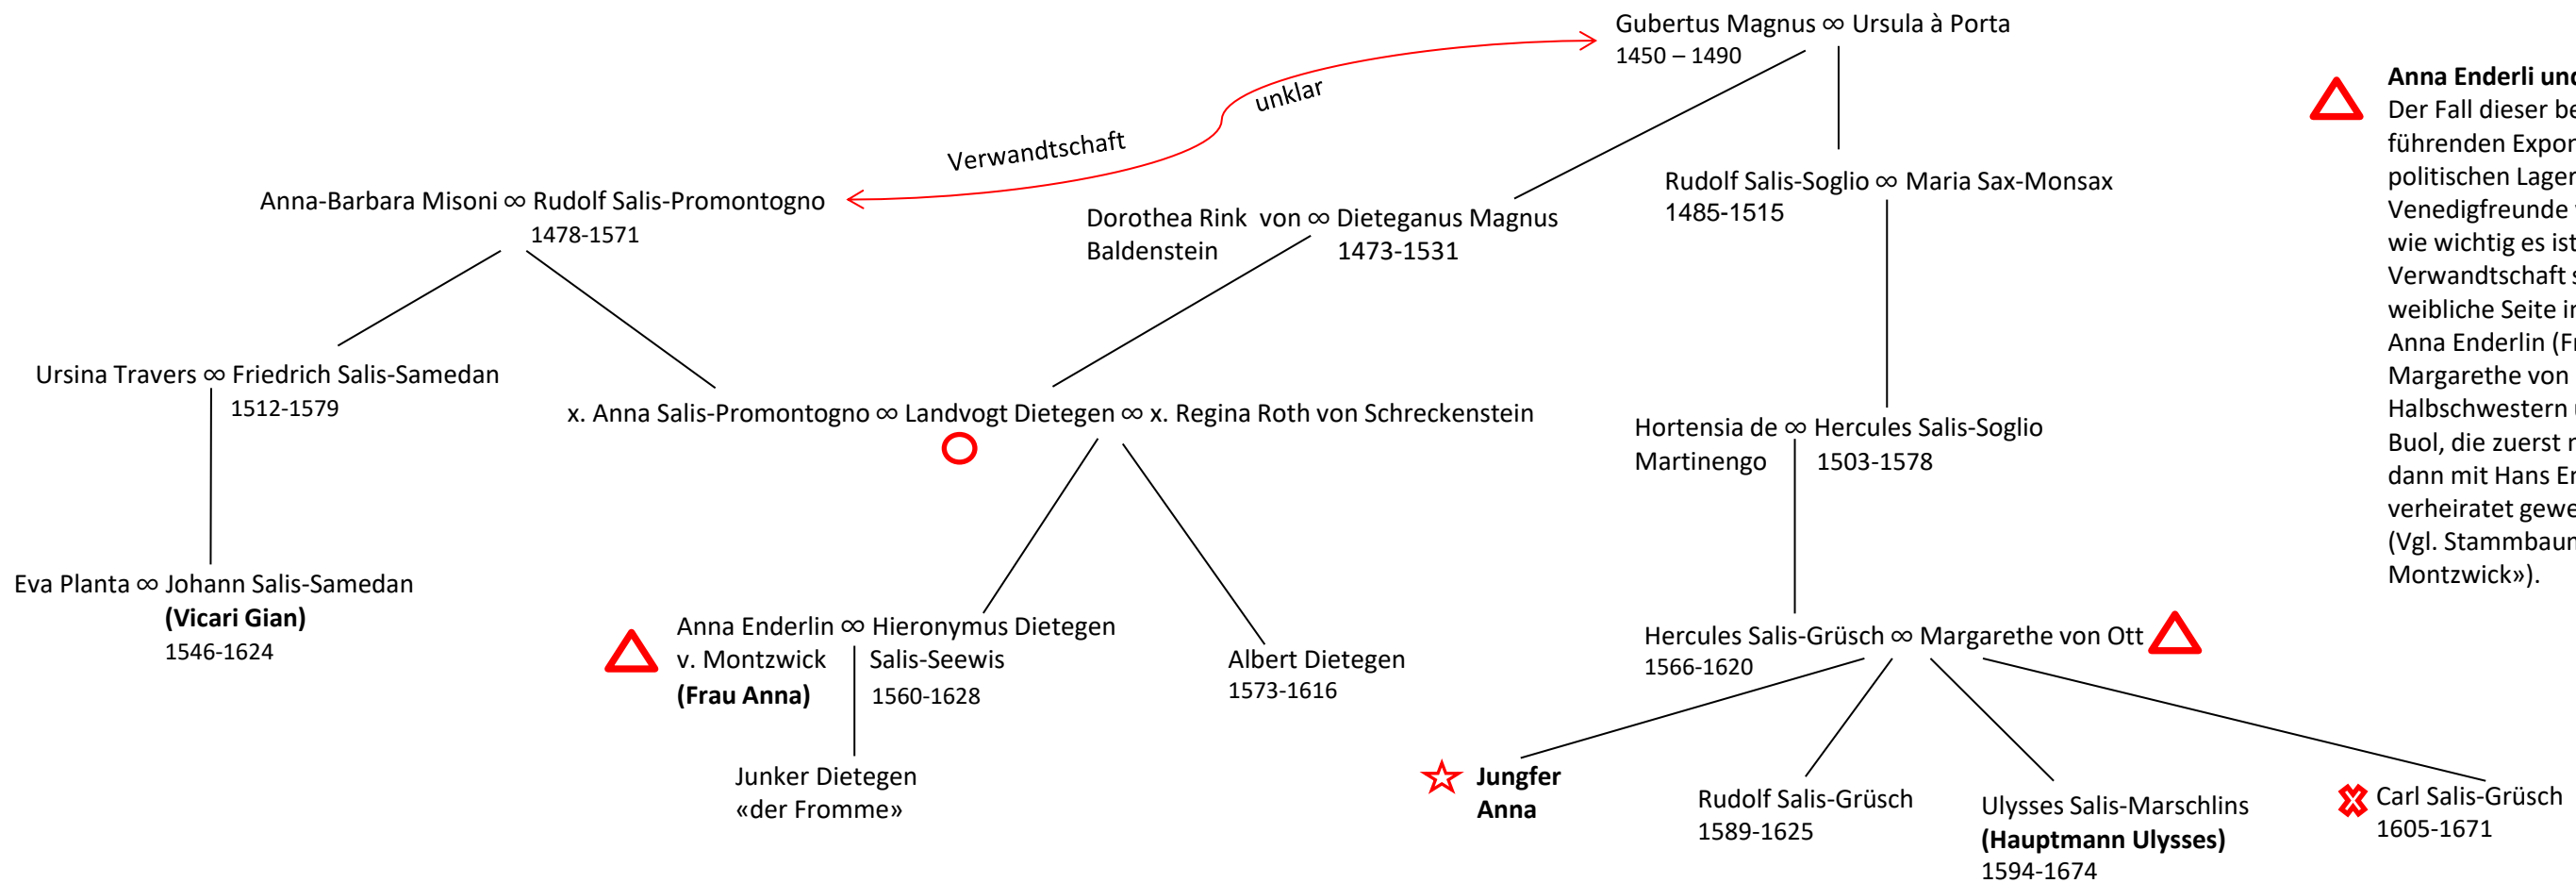 Gubertus Magnus ∞ Ursula à Porta
1450 – 1490
Verwandtschaft unklar
Anna-Barbara Misoni ∞ Rudolf Salis-Promontogno
1478-1571
Dorothea Rink von ∞ Dieteganus Magnus
Baldenstein 1473-1531
Rudolf Salis-Soglio ∞ Maria Sax-Monsax
1485-1515
Ursina Travers ∞ Friedrich Salis-Samedan
1512-1579
x. Anna Salis-Promontogno ∞ Landvogt Dietegen ∞ x. Regina Roth von Schreckenstein
Hortensia de ∞ Hercules Salis-Soglio
Martinengo 1503-1578
Eva Planta ∞ Johann Salis-Samedan
(Vicari Gian)
1546-1624
Anna Enderlin ∞ Hieronymus Dietegen
v. Montzwick Salis-Seewis
(Frau Anna) 1560-1628
Albert Dietegen
1573-1616
Hercules Salis-Grüsch ∞ Margarethe von Ott
1566-1620
Junker Dietegen
«der Fromme»
Jungfer
Anna
Rudolf Salis-Grüsch
1589-1625
Ulysses Salis-Marschlins
(Hauptmann Ulysses)
1594-1674
Carl Salis-Grüsch
1605-1671
Anna Enderli
Der Fall dieser
führenden
politischen
Venedigfreunde
wie wichtig es ist
Verwandtschaft
weibliche Seite
Anna Enderlin
Margarethe von
Halbschwestern
Buol, die zuerst
dann mit Hans
verheiratet
(Vgl.
Montzwick»).